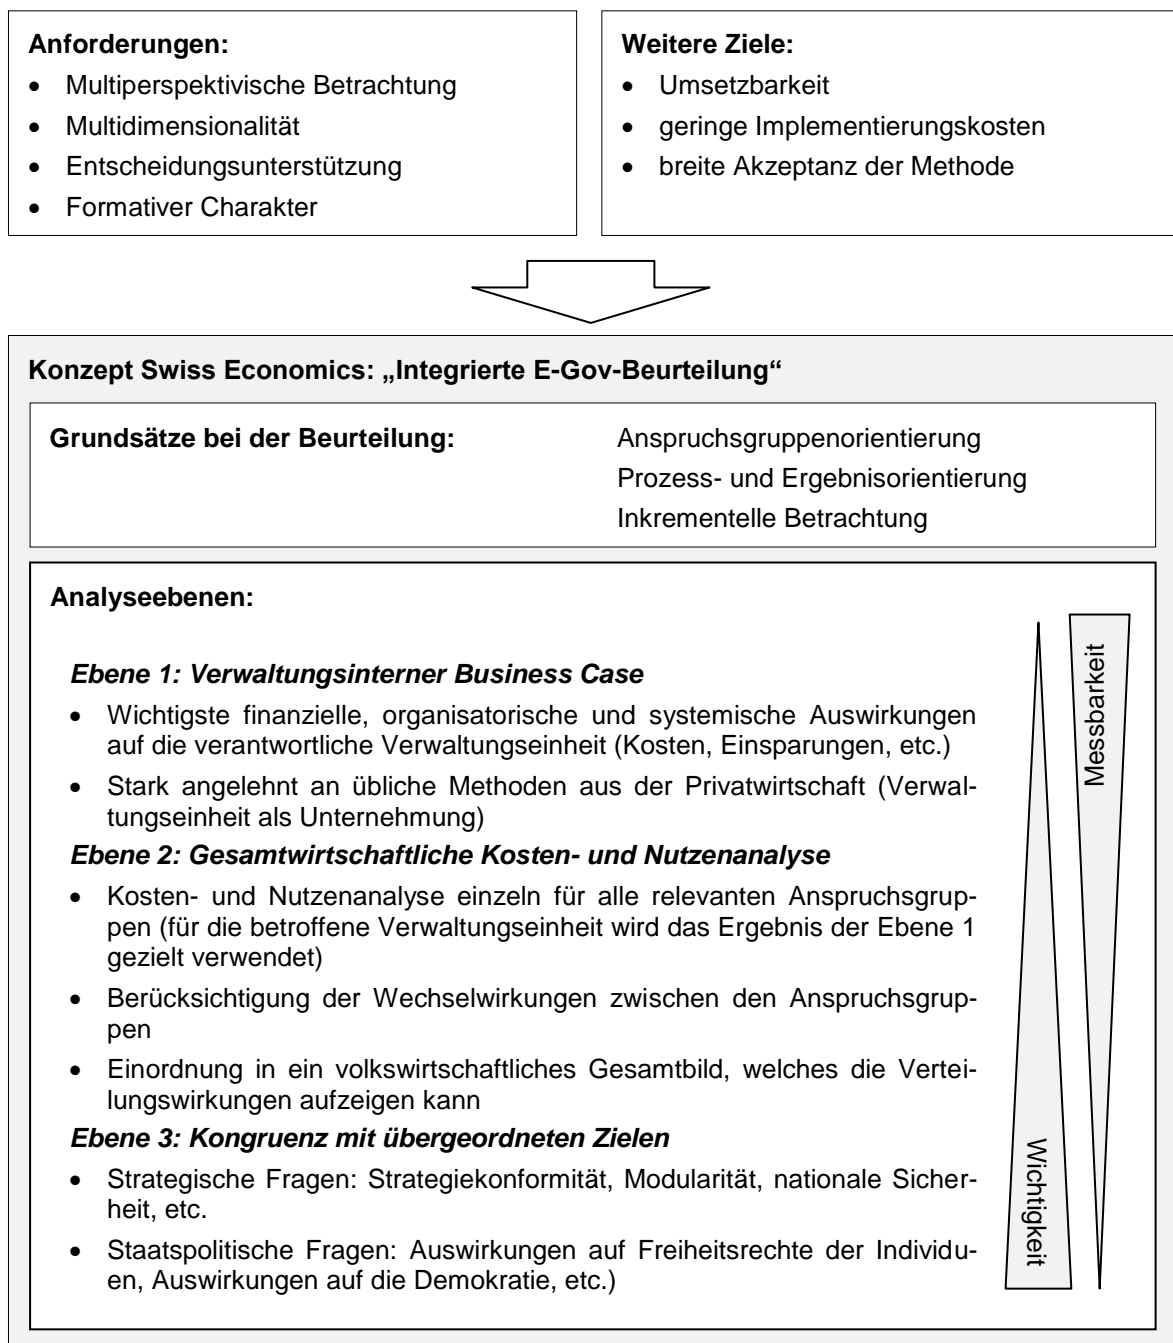 Anforderungen:
• Multiperspektivische Betrachtung
• Multidimensionalität
• Entscheidungsunterstützung
• Formativer Charakter
Weitere Ziele:
• Umsetzbarkeit
• geringe Implementierungskosten
• breite Akzeptanz der Methode
Konzept Swiss Economics: „Integrierte E-Gov-Beurteilung“
Grundsätze bei der Beurteilung:
Anspruchsgruppenorientierung
Prozess- und Ergebnisorientierung
Inkrementelle Betrachtung
Analyseebenen:
Ebene 1: Verwaltungsinterner Business Case
• Wichtigste finanzielle, organisatorische und systemische Auswirkungen
auf die verantwortliche Verwaltungseinheit (Kosten, Einsparungen, etc.)
• Stark angelehnt an übliche Methoden aus der Privatwirtschaft (Verwal-
tungseinheit als Unternehmung)
Ebene 2: Gesamtwirtschaftliche Kosten- und Nutzenanalyse
• Kosten- und Nutzenanalyse einzeln für alle relevanten Anspruchsgrup-
pen (für die betroffene Verwaltungseinheit wird das Ergebnis der Ebene 1
gezielt verwendet)
• Berücksichtigung der Wechselwirkungen zwischen den Anspruchsgrup-
pen
• Einordnung in ein volkswirtschaftliches Gesamtbild, welches die Vertei-
lungswirkungen aufzeigen kann
Ebene 3: Kongruenz mit übergeordneten Zielen
• Strategische Fragen: Strategiekonformität, Modularität, nationale Sicher-
heit, etc.
• Staatspolitische Fragen: Auswirkungen auf Freiheitsrechte der Individu-
en, Auswirkungen auf die Demokratie, etc.)
Wichtigkeit
Messbarkeit